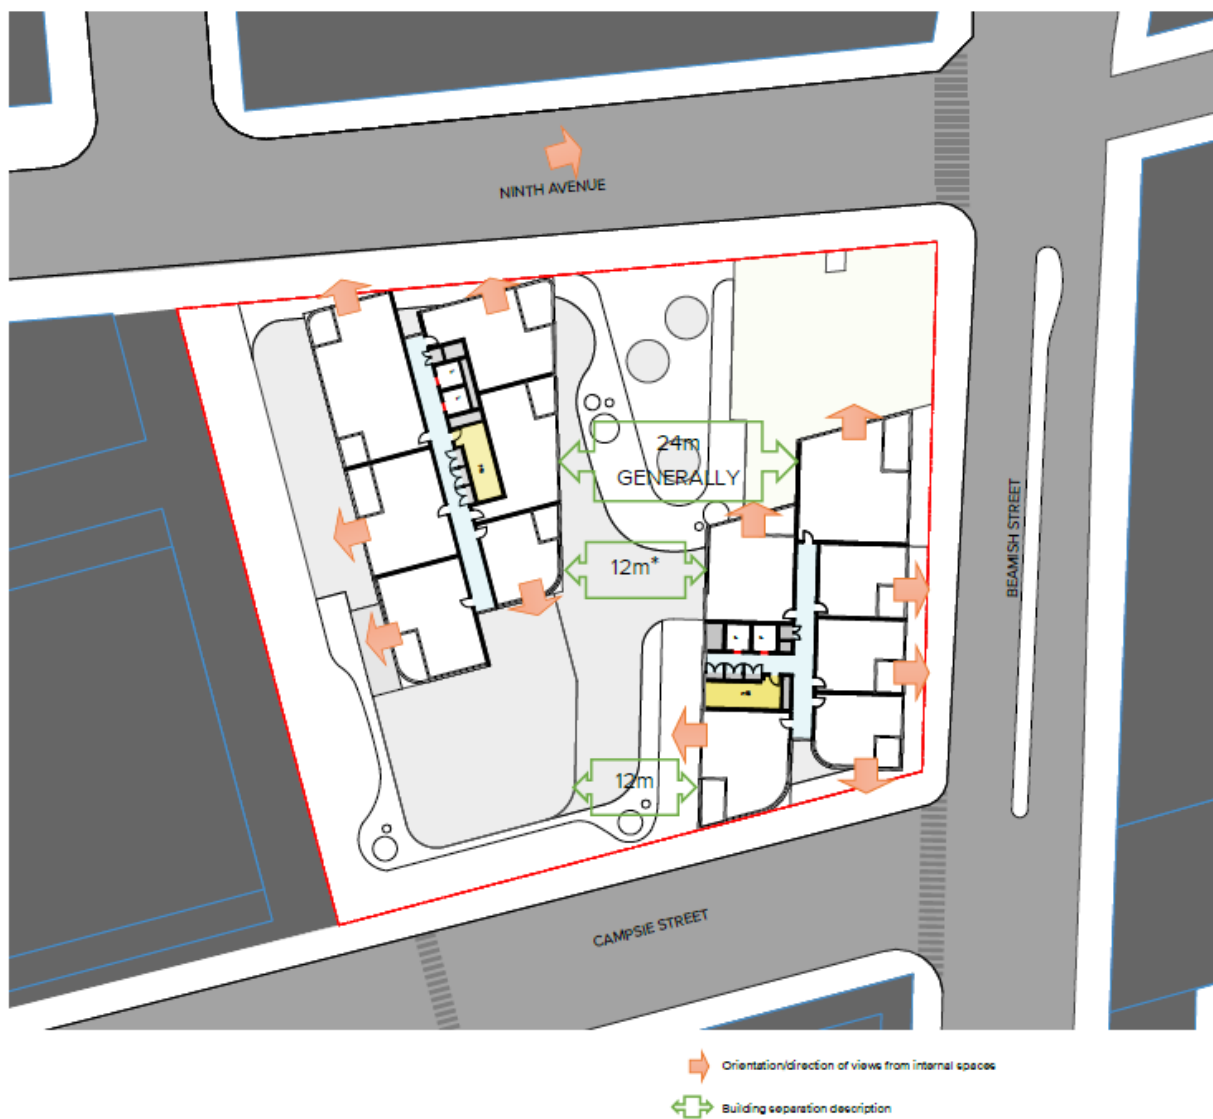 NINTH AVENUE
24m
GENERALLY
12m*
BEAMISH STREET
12m
CAMPSIE STREET
Orientation/direction of views from internal spaces
Building separation description